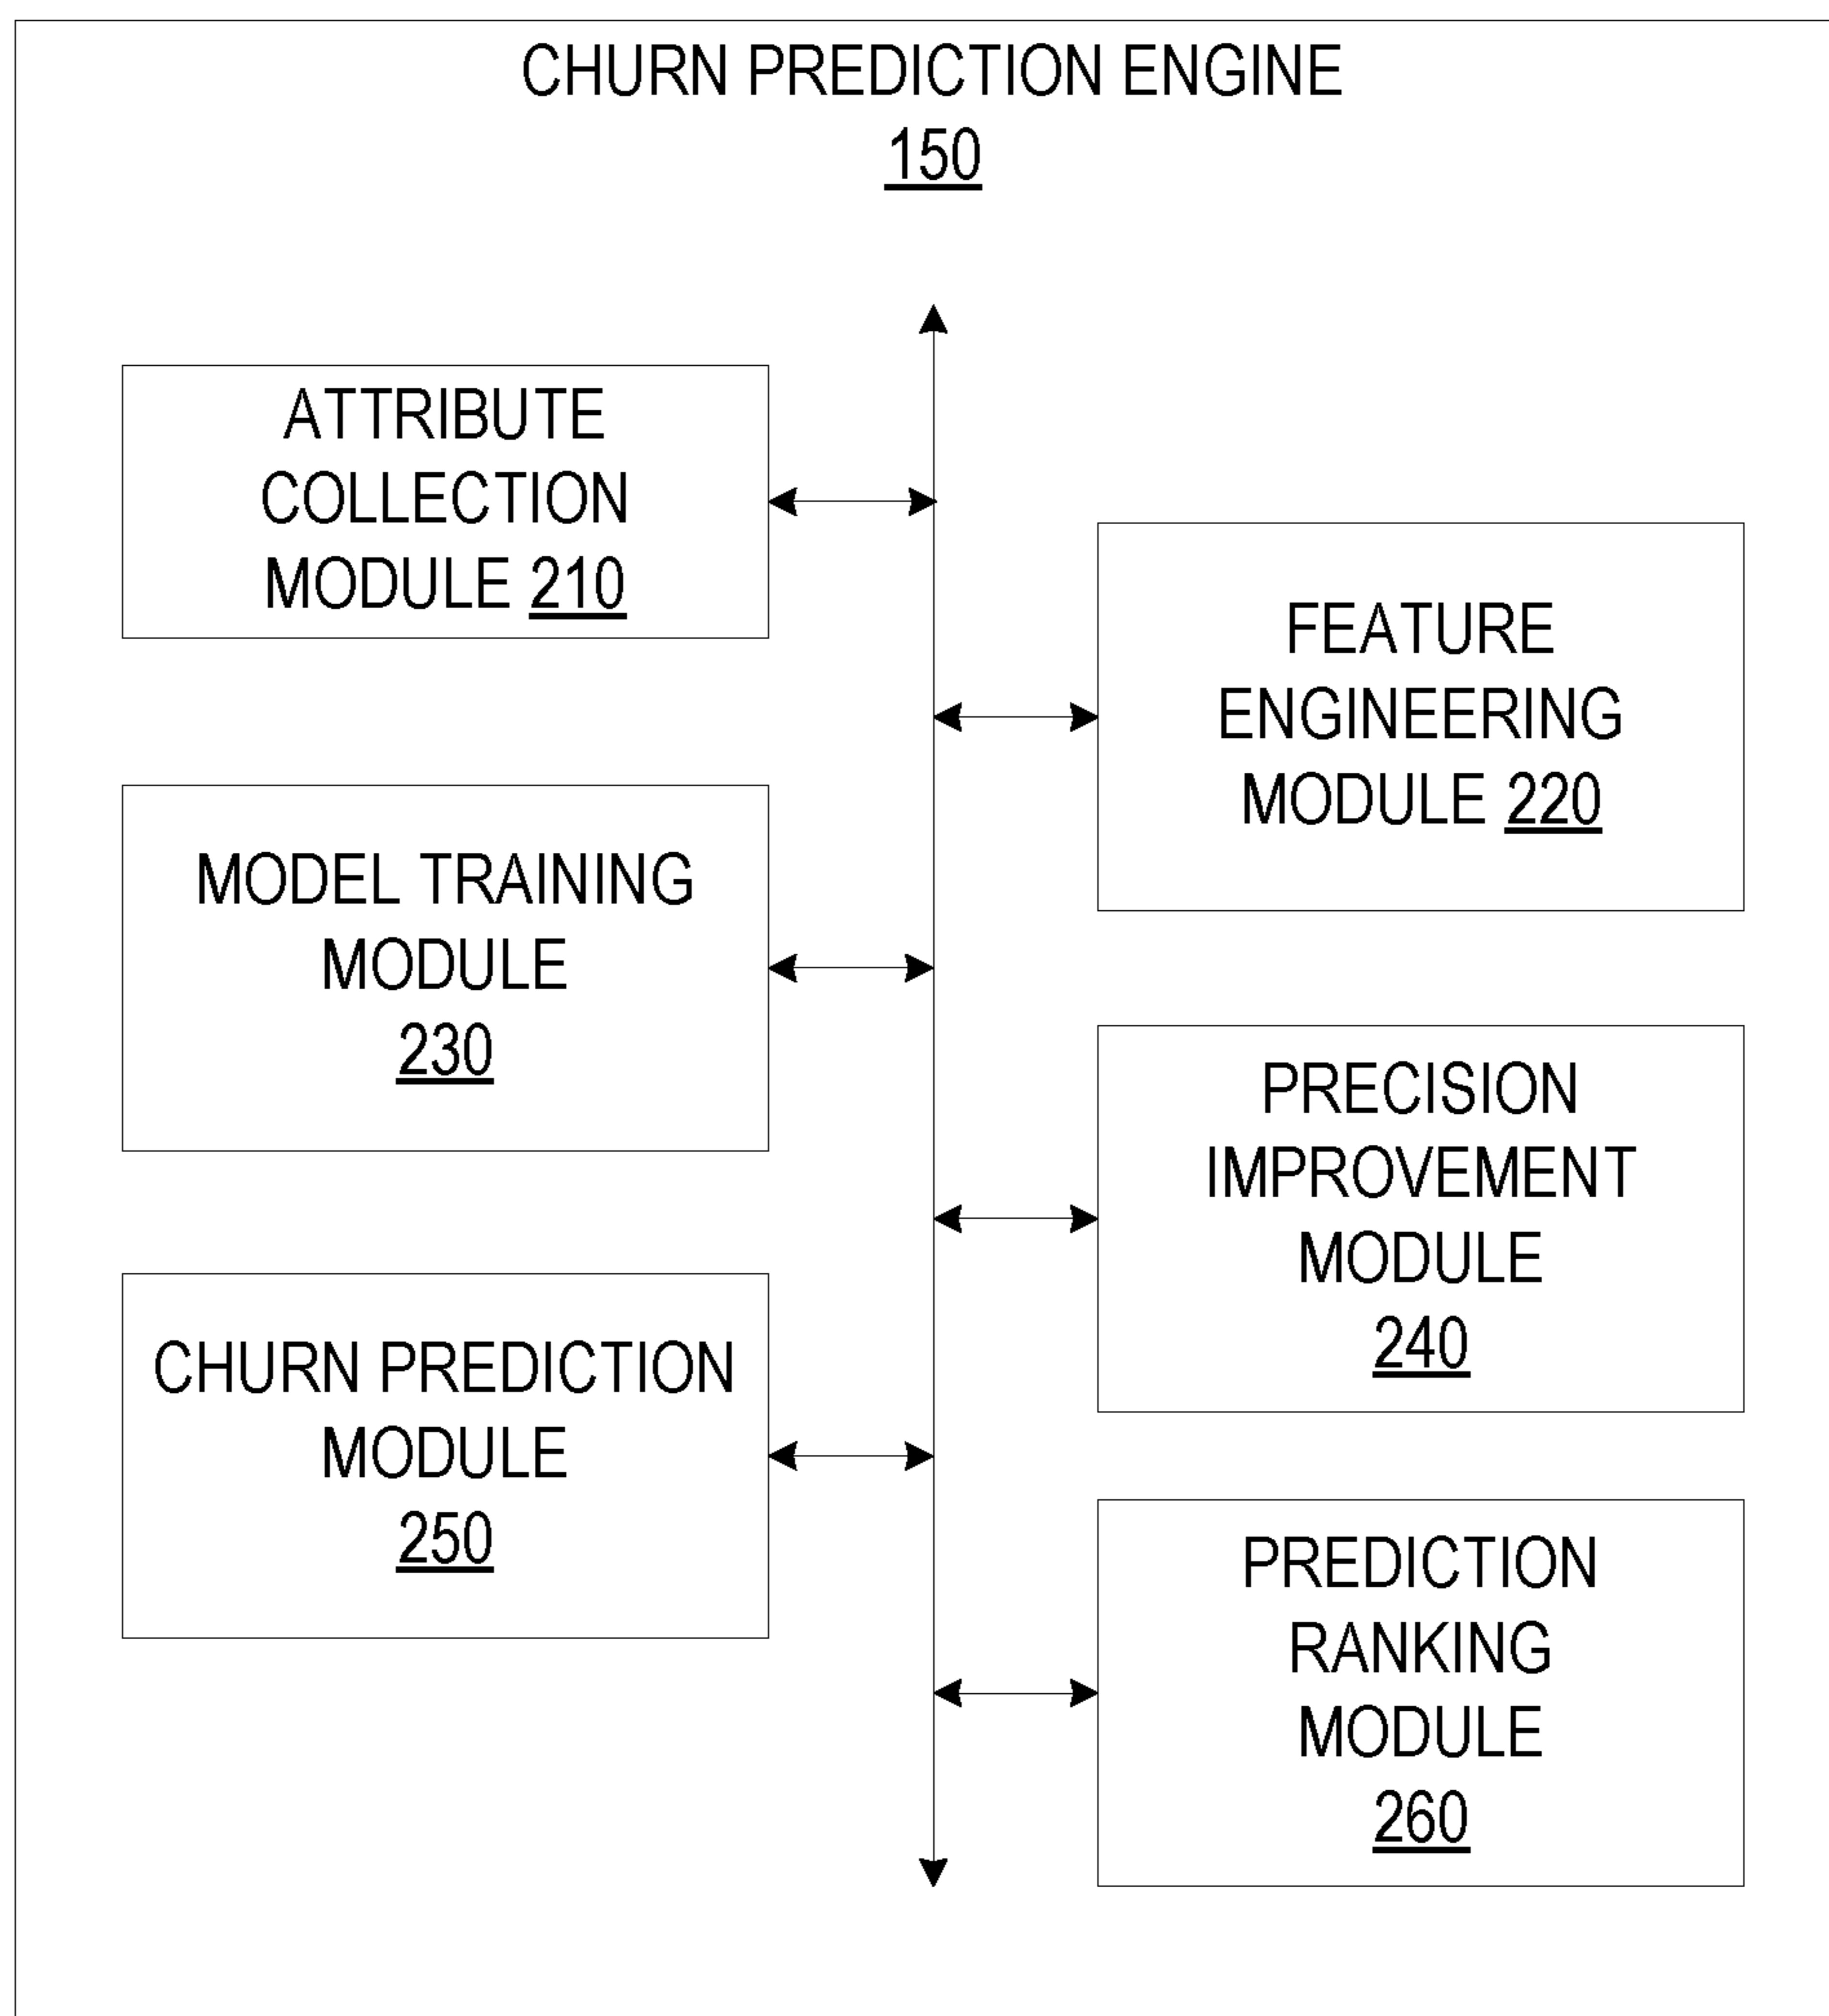 CHURN PREDICTION ENGINE
150
ATTRIBUTE
COLLECTION
MODULE 210
FEATURE
ENGINEERING
MODULE 220
MODEL TRAINING
MODULE
230
PRECISION
IMPROVEMENT
MODULE
240
CHURN PREDICTION
MODULE
250
PREDICTION
RANKING
MODULE
260